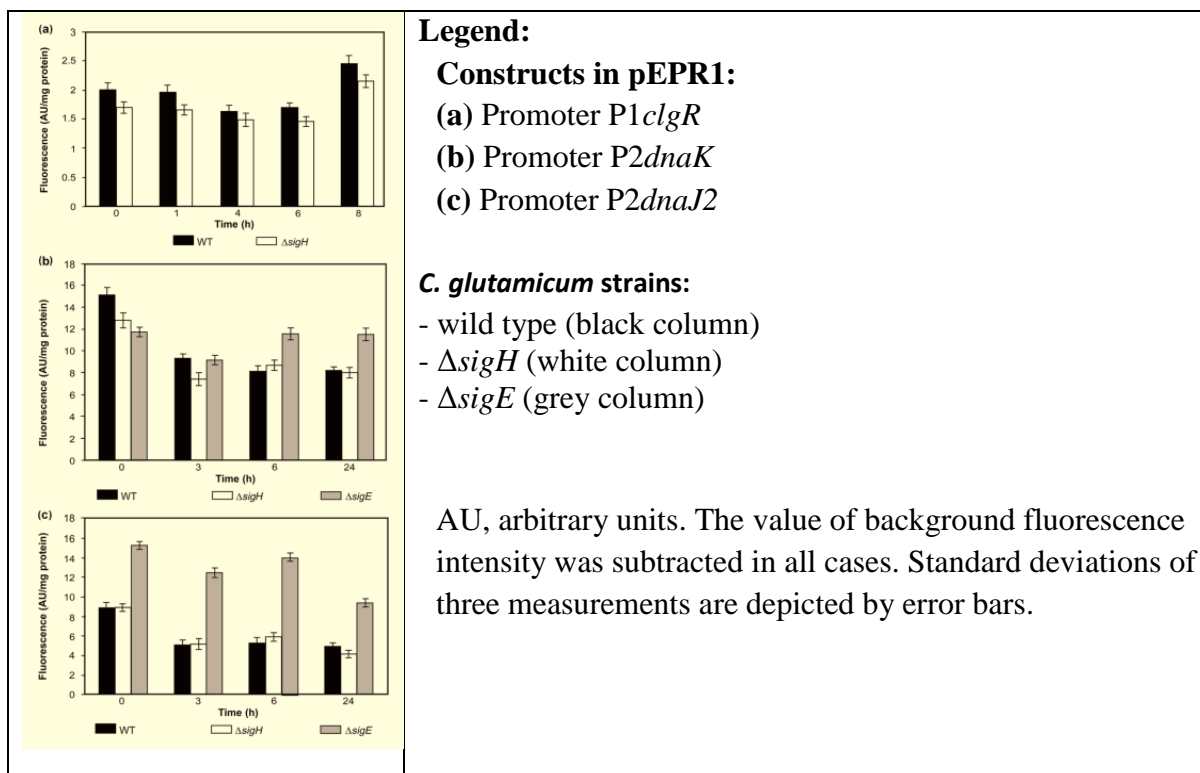 (a)
Fluorescence (AU/mg protein)
3
2.5
2
1.5
1
0.5
0
0 1 4 6 8
Time (h)
WT ΔsigH
(b)
Fluorescence (AU/mg protein)
18
16
14
12
10
8
6
4
2
0
0 3 6 24
Time (h)
WT ΔsigH ΔsigE
(c)
Fluorescence (AU/mg protein)
18
16
14
12
10
8
6
4
2
0
0 3 6 24
Time (h)
WT ΔsigH ΔsigE
Legend:
Constructs in pEPR1:
(a) Promoter P1clgR
(b) Promoter P2dnaK
(c) Promoter P2dnaJ2
C. glutamicum strains:
- wild type (black column)
- ΔsigH (white column)
- ΔsigE (grey column)
AU, arbitrary units. The value of background fluorescence
intensity was subtracted in all cases. Standard deviations of
three measurements are depicted by error bars.